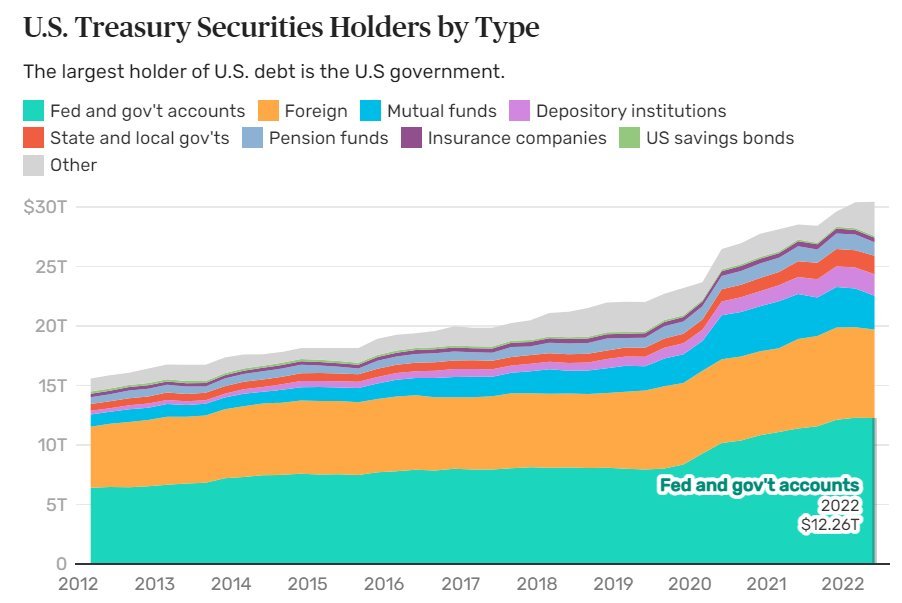 U.S. Treasury Securities Holders by Type
The largest holder of U.S. debt is the U.S government.
Fed and gov't accounts Foreign Mutual funds Depository institutions
State and local gov'ts Pension funds Insurance companies US savings bonds
Other
$30T
25T
20T
15T
10T
5T
0
Fed and gov't accounts
2022
$12.26T
2012 2013 2014 2015 2016 2017 2018 2019 2020 2021 2022